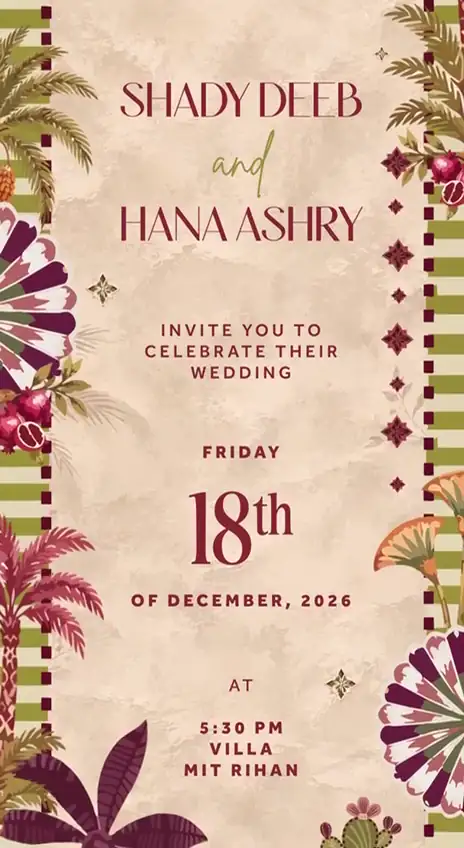 SHADY DEEB
and
HANA ASHRY
INVITE YOU TO
CELEBRATE THEIR
WEDDING
FRIDAY
18th
OF DECEMBER, 2026
AT
5:30 PM
VILLA
MIT RIHAN